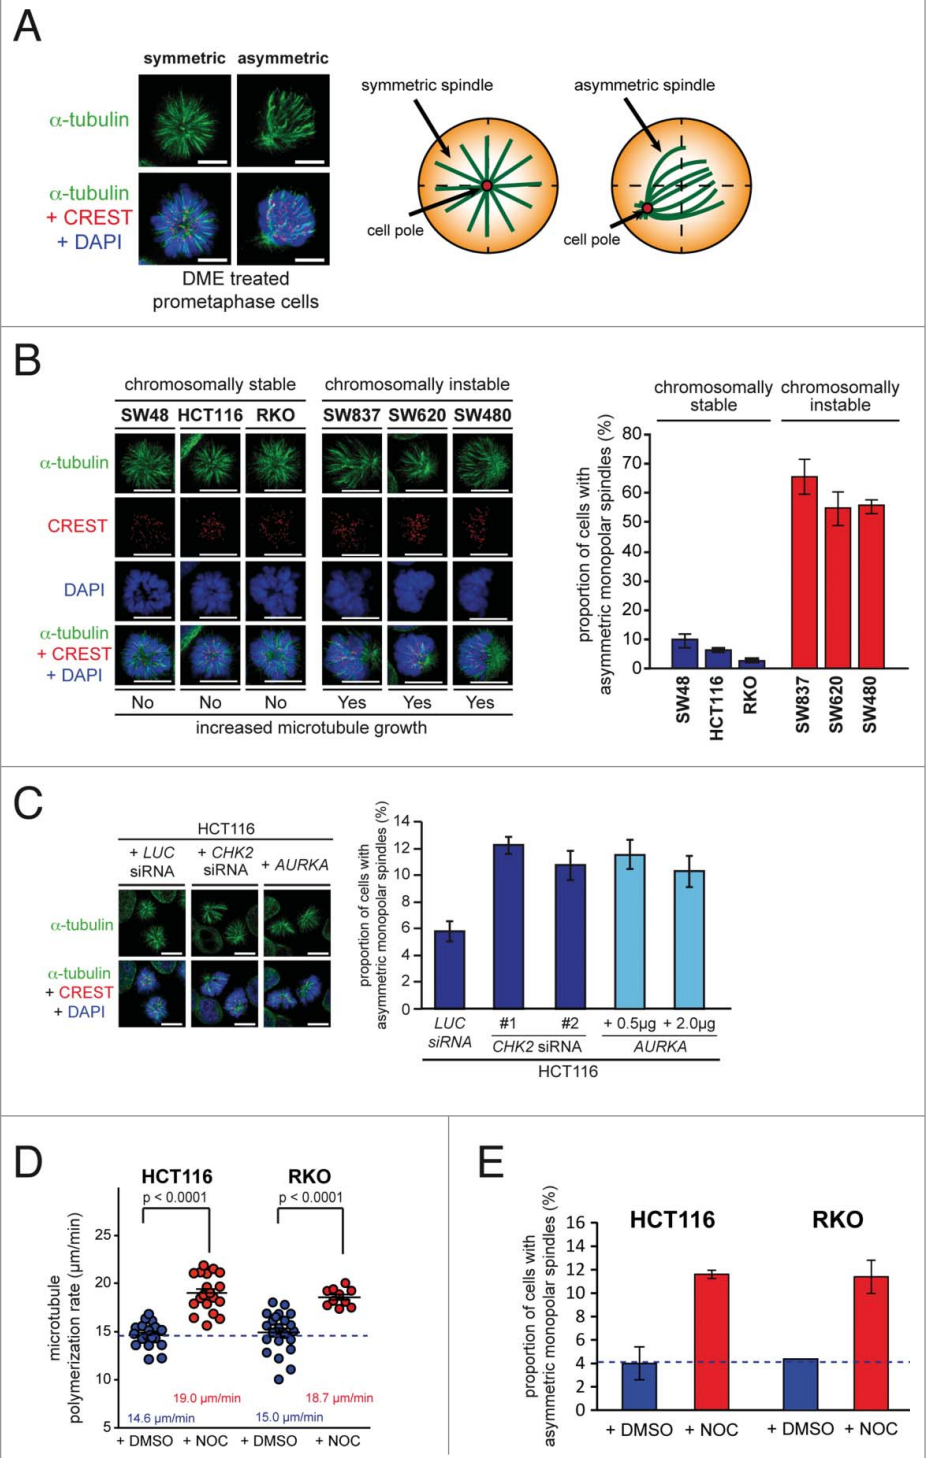 A
symmetric asymmetric
α-tubulin
α-tubulin
+ CREST
+ DAPI
DME treated
prometaphase cells
symmetric spindle
cell pole
asymmetric spindle
cell pole
B
chromosomally stable
chromosomally instable
SW48 HCT116 RKO
SW837 SW620 SW480
α-tubulin
CREST
DAPI
α-tubulin
+ CREST
+ DAPI
No No No Yes Yes Yes
increased microtubule growth
chromosomally
stable
chromosomally
instable
proportion of cells with
asymmetric monopolar spindles (%)
80
70
60
50
40
30
20
10
0
SW48
HCT116
RKO
SW837
SW620
SW480
C
HCT116
+ LUC
siRNA
+ CHK2
siRNA
+ AURKA
α-tubulin
α-tubulin
+ CREST
+ DAPI
proportion of cells with
asymmetric monopolar spindles (%)
14
12
10
8
6
4
2
0
LUC
siRNA
#1 #2
CHK2 siRNA
+ 0.5µg + 2.0µg
AURKA
HCT116
D
HCT116
RKO
p < 0.0001
p < 0.0001
microtubule
polymerization rate (µm/min)
25
20
15
10
5
19.0 µm/min
18.7 µm/min
14.6 µm/min
15.0 µm/min
+ DMSO + NOC + DMSO + NOC
E
HCT116
RKO
proportion of cells with
asymmetric monopolar spindles (%)
16
14
12
10
8
6
4
2
0
+ DMSO + NOC + DMSO + NOC